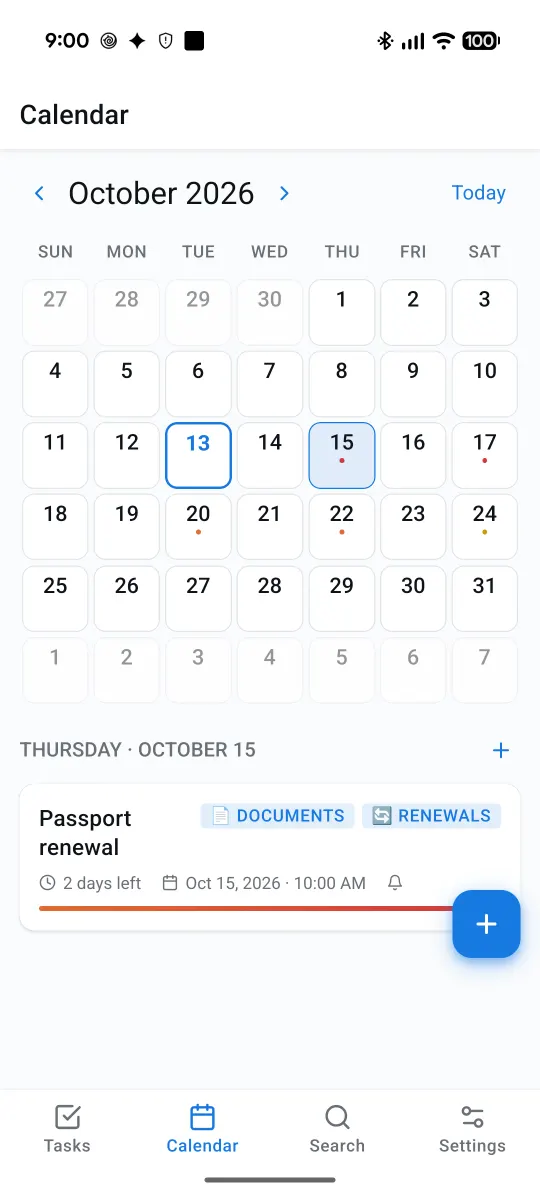 9:00
100
Calendar
October 2026
Today
SUN MON TUE WED THU FRI SAT
27 28 29 30 1 2 3
4 5 6 7 8 9 10
11 12 13 14 15 16 17
18 19 20 21 22 23 24
25 26 27 28 29 30 31
1 2 3 4 5 6 7
THURSDAY · OCTOBER 15
Passport
renewal
DOCUMENTS
RENEWALS
2 days left
Oct 15, 2026 · 10:00 AM
Tasks
Calendar
Search
Settings